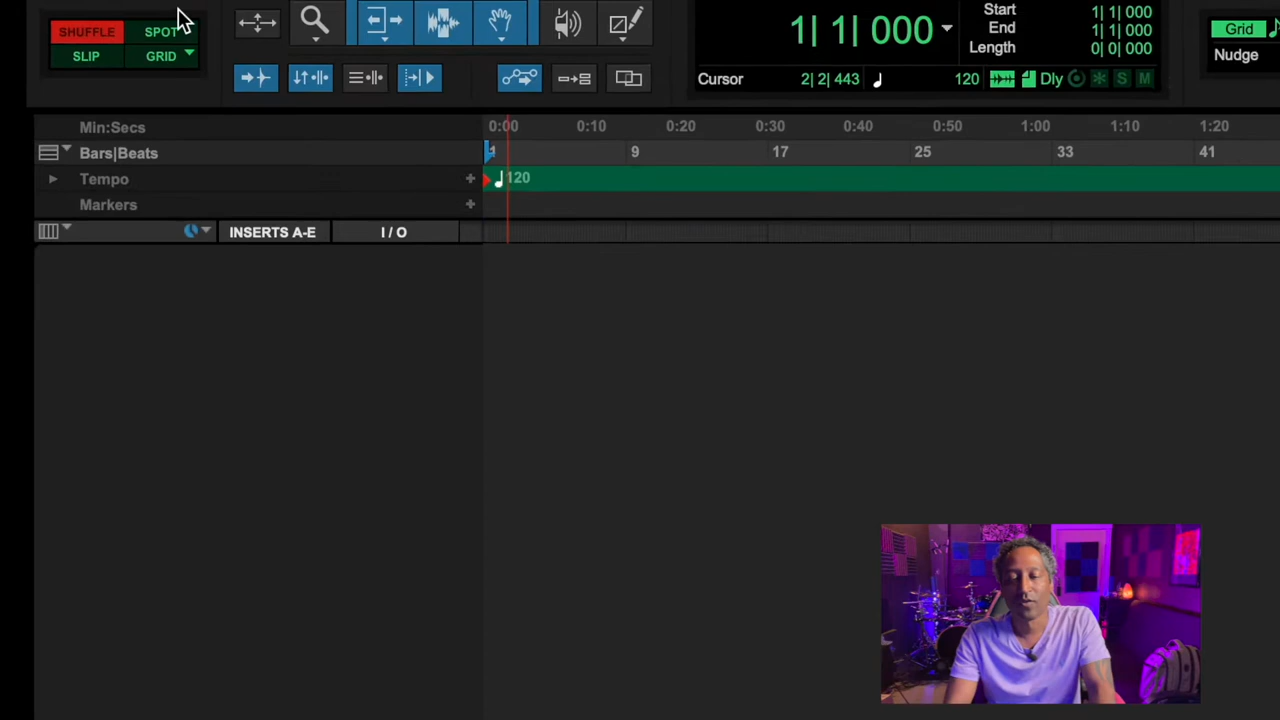 SHUFFLE SPOT
SLIP GRID
1| 1| 000
Start 1| 1| 000
End 1| 1| 000
Length 0| 0| 000
Cursor 2| 2| 443 120 Dly S M
Grid
Nudge
Min:Secs 0:00 0:10 0:20 0:30 0:40 0:50 1:00 1:10 1:20
Bars|Beats 1 9 17 25 33 41
Tempo + 120
Markers +
INSERTS A-E I / O